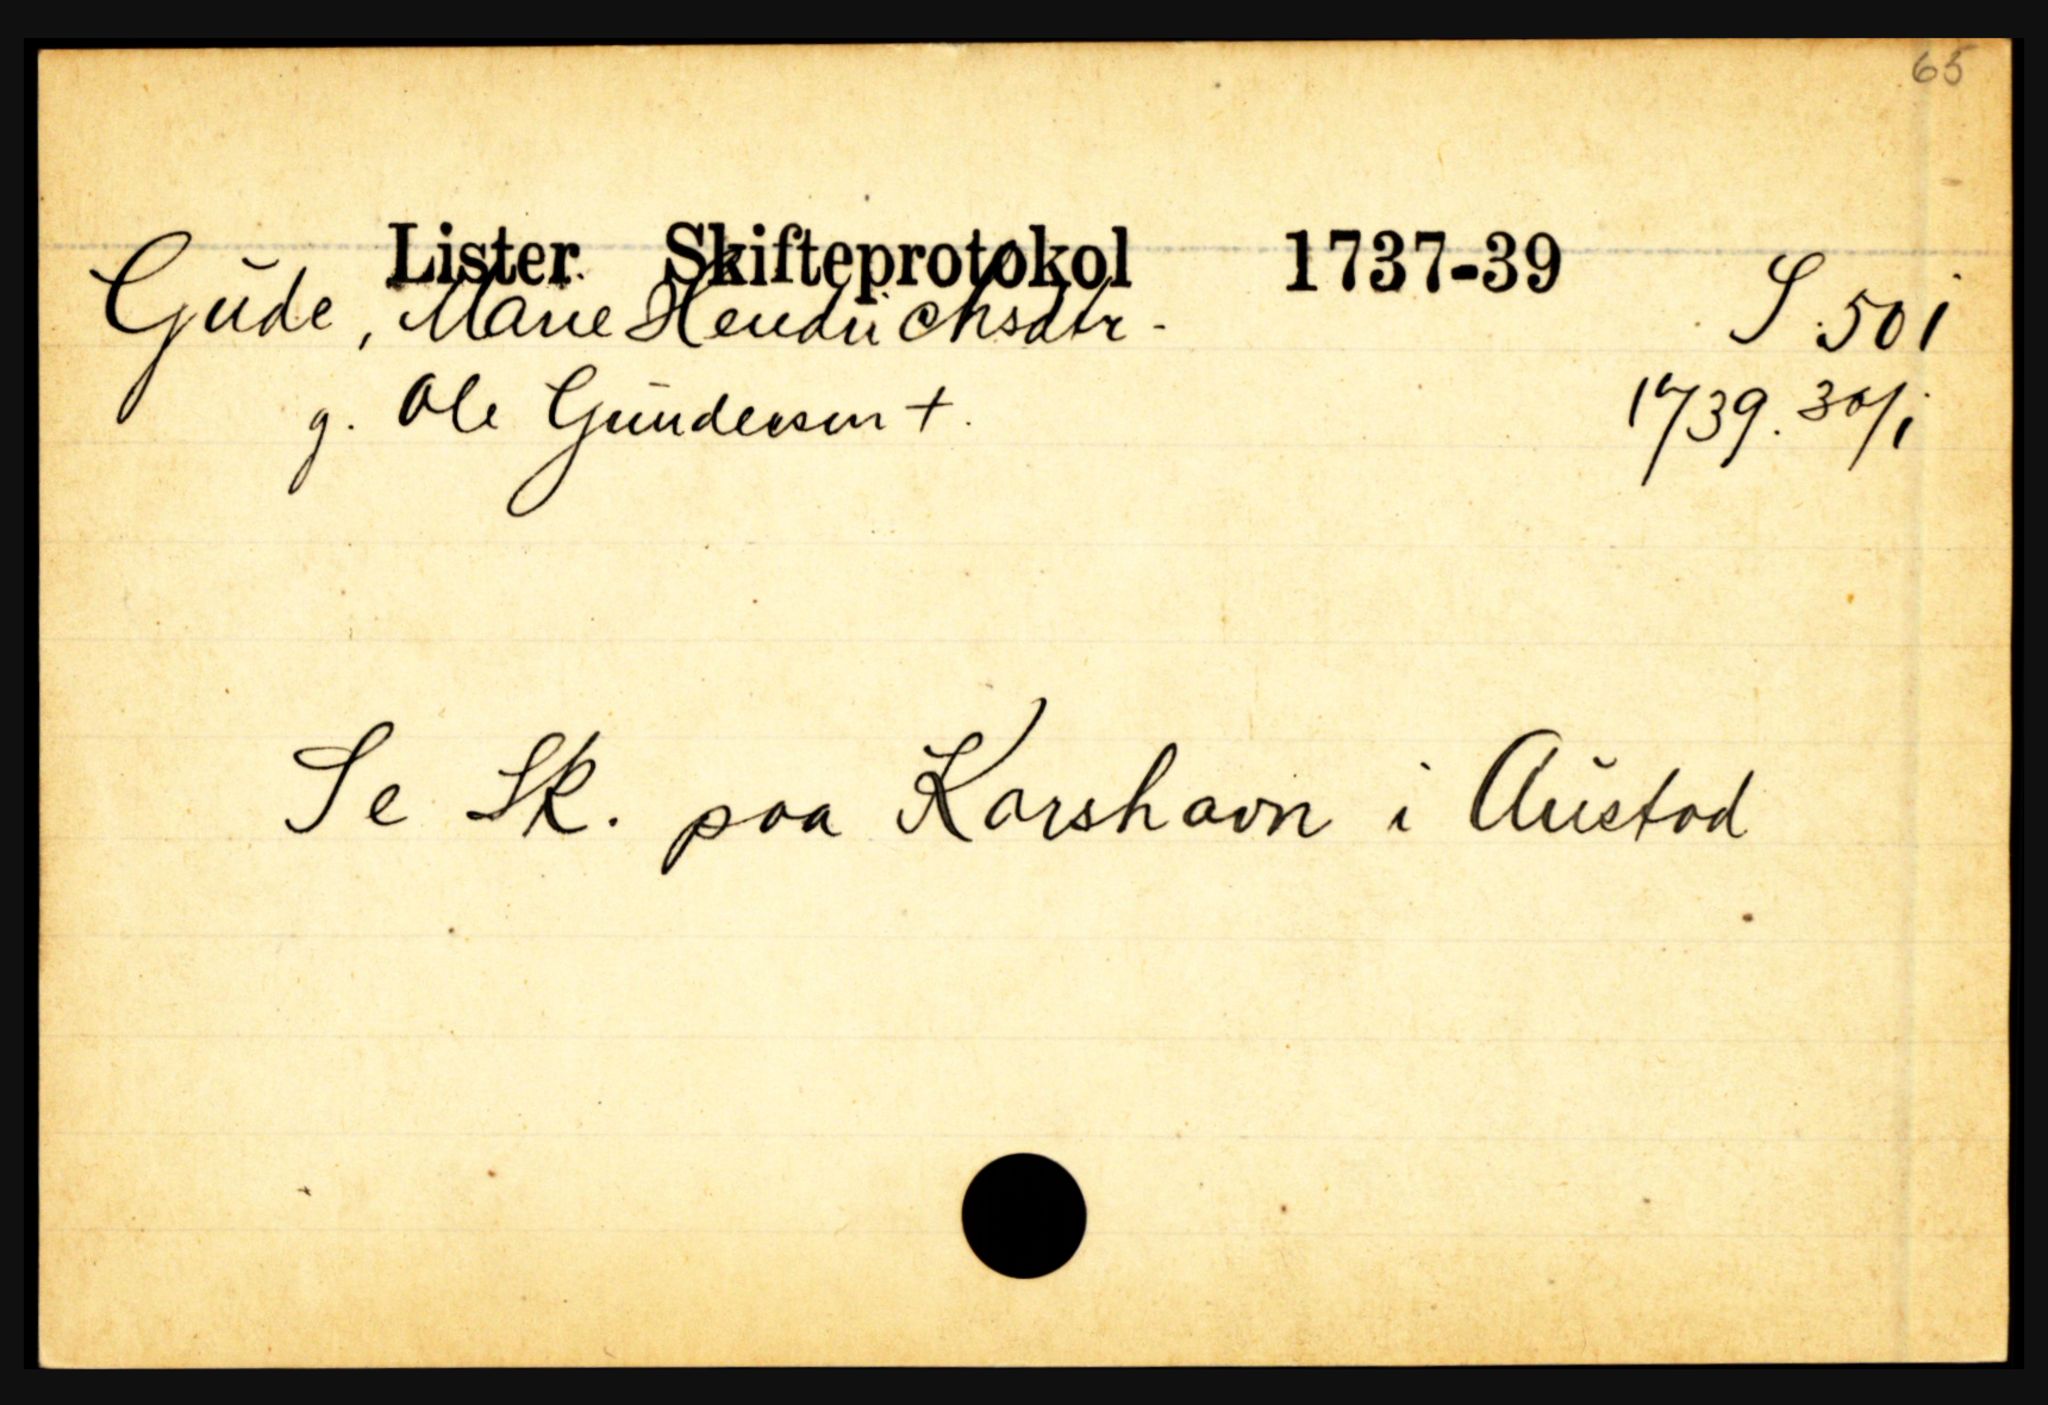 65
Lister Skifteprotokol 1737-39
Gude, Marie Hendrichsdtr - S. 501
g. Ole Gundersen +. 1739. 30/1
Se Sk. paa Korshavn i Austad